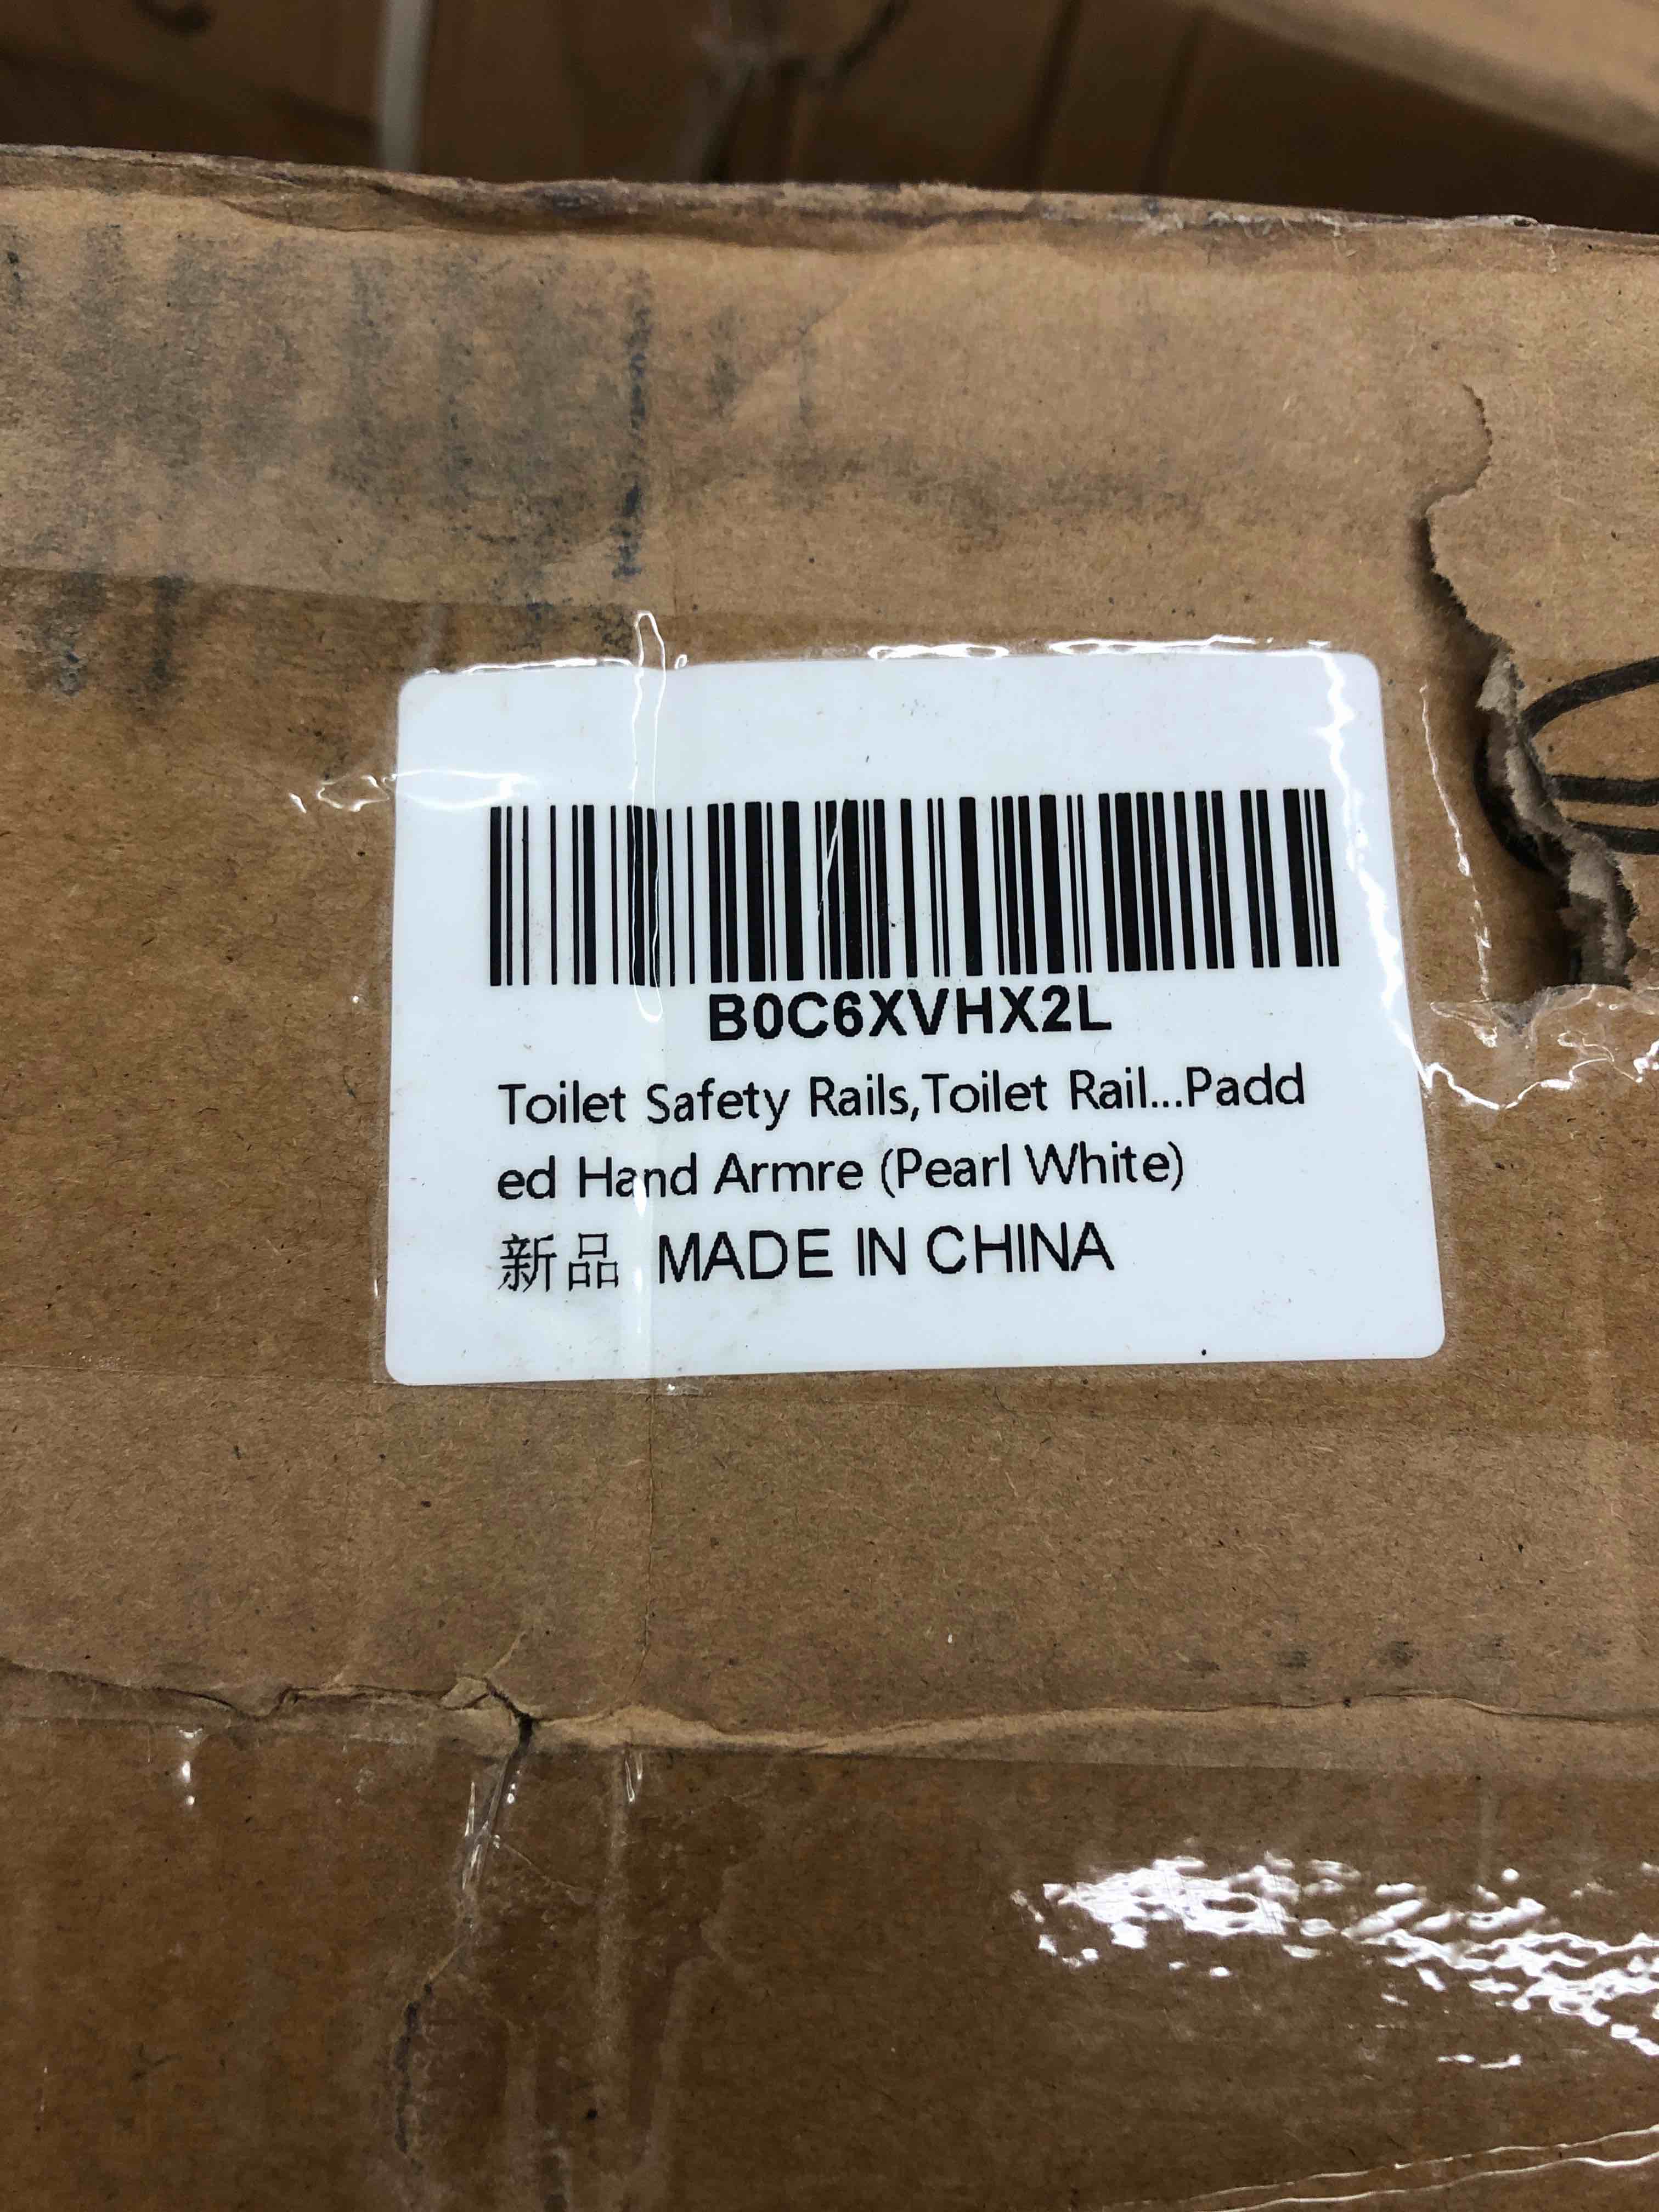 B0C6XVHX2L
Toilet Safety Rails,Toilet Rail...Padd
ed Hand Armre (Pearl White)
新品 MADE IN CHINA